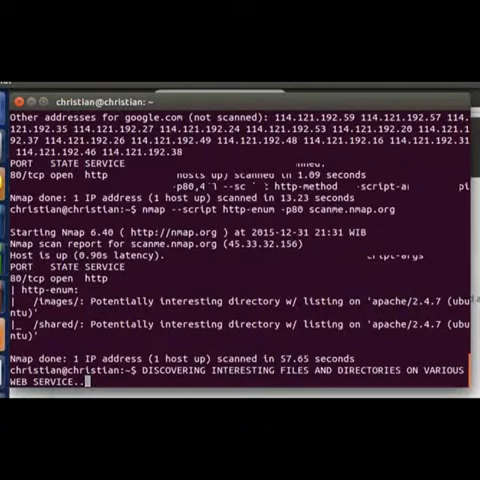 christian@christian: ~
Other addresses for google.com (not scanned): 114.121.192.59 114.121.192.57 114.
121.192.35 114.121.192.27 114.121.192.24 114.121.192.53 114.121.192.20 114.121.1
92.37 114.121.192.26 114.121.192.49 114.121.192.48 114.121.192.16 114.121.192.31
114.121.192.46 114.121.192.38
PORT STATE SERVICE
80/tcp open http hosts up) scanned in 1.09 seconds
http-method
Nmap done: 1 IP address (1 host up) scanned in 13.23 seconds
christian@christian:~$ nmap --script http-enum -p80 scanme.nmap.org
Starting Nmap 6.40 ( http://nmap.org ) at 2015-12-31 21:31 WIB
Nmap scan report for scanme.nmap.org (45.33.32.156)
Host is up (0.90s latency).
PORT STATE SERVICE
80/tcp open http
| http-enum:
| /images/: Potentially interesting directory w/ listing on 'apache/2.4.7 (ubu
ntu)'
|_ /shared/: Potentially interesting directory w/ listing on 'apache/2.4.7 (ubu
ntu)'
Nmap done: 1 IP address (1 host up) scanned in 57.65 seconds
christian@christian:~$ DISCOVERING INTERESTING FILES AND DIRECTORIES ON VARIOUS
WEB SERVICE..